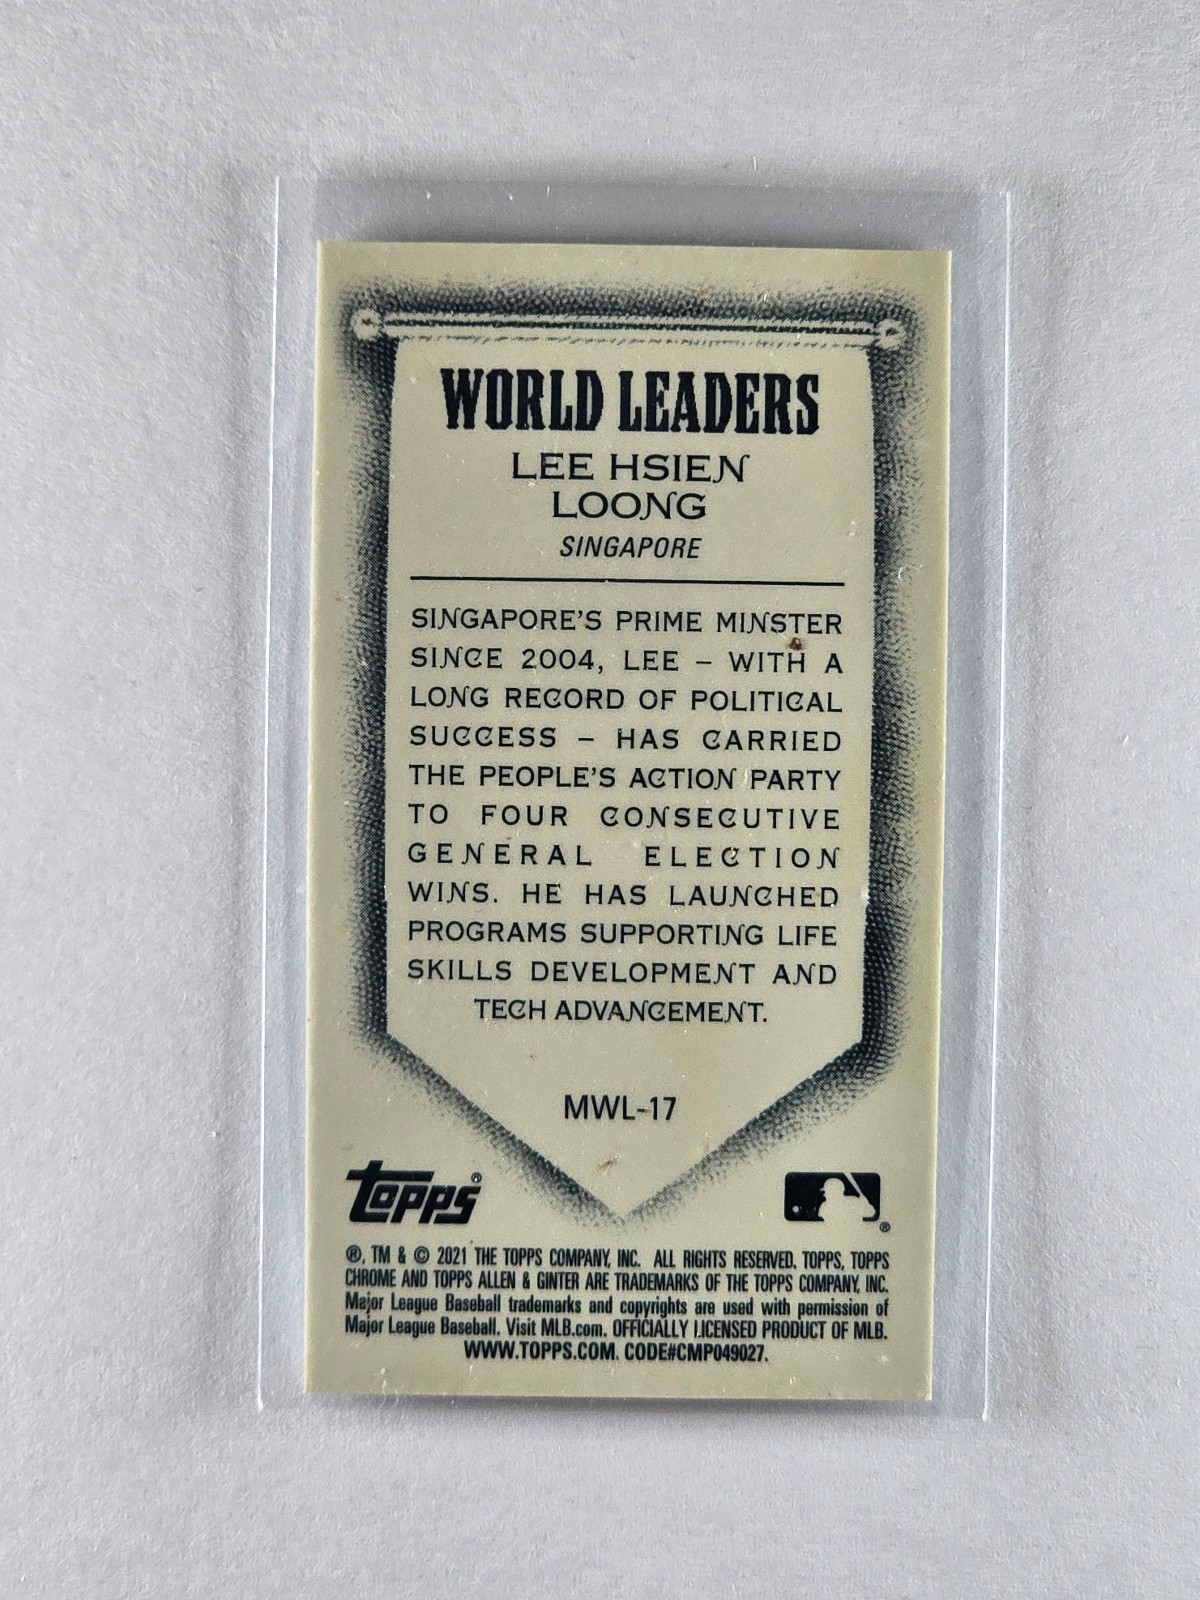 WORLD LEADERS
LEE HSIEN
LOONG
SINGAPORE
SINGAPORE'S PRIME MINSTER
SINCE 2004, LEE – WITH A
LONG RECORD OF POLITICAL
SUCCESS – HAS CARRIED
THE PEOPLE'S ACTION PARTY
TO FOUR CONSECUTIVE
GENERAL ELECTION
WINS. HE HAS LAUNCHED
PROGRAMS SUPPORTING LIFE
SKILLS DEVELOPMENT AND
TECH ADVANCEMENT.
MWL-17
TOPPS®
®
®, TM & © 2021 THE TOPPS COMPANY, INC. ALL RIGHTS RESERVED. TOPPS, TOPPS
CHROME AND TOPPS ALLEN & GINTER ARE TRADEMARKS OF THE TOPPS COMPANY, INC.
Major League Baseball trademarks and copyrights are used with permission of
Major League Baseball. Visit MLB.com. OFFICIALLY LICENSED PRODUCT OF MLB.
WWW.TOPPS.COM. CODE#CMP049027.